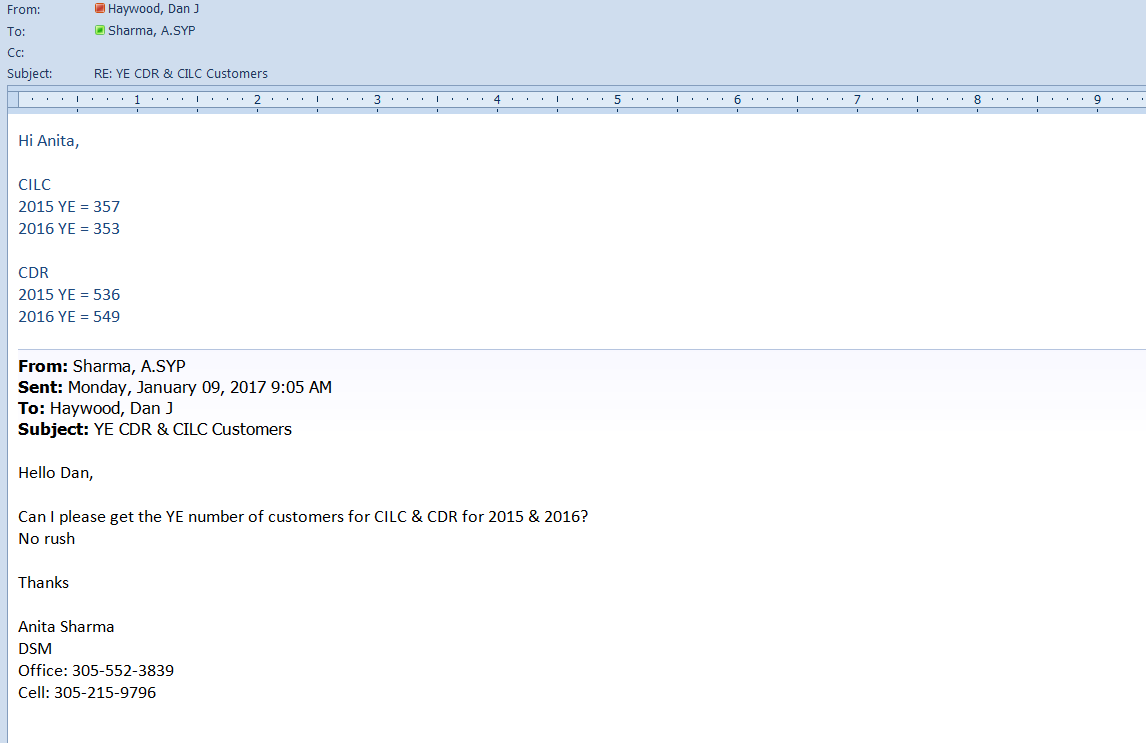 From: Haywood, Dan J
To: Sharma, A.SYP
Cc:
Subject: RE: YE CDR & CILC Customers
1 2 3 4 5 6 7 8 9
Hi Anita,
CILC
2015 YE = 357
2016 YE = 353
CDR
2015 YE = 536
2016 YE = 549
From: Sharma, A.SYP
Sent: Monday, January 09, 2017 9:05 AM
To: Haywood, Dan J
Subject: YE CDR & CILC Customers
Hello Dan,
Can I please get the YE number of customers for CILC & CDR for 2015 & 2016?
No rush
Thanks
Anita Sharma
DSM
Office: 305-552-3839
Cell: 305-215-9796